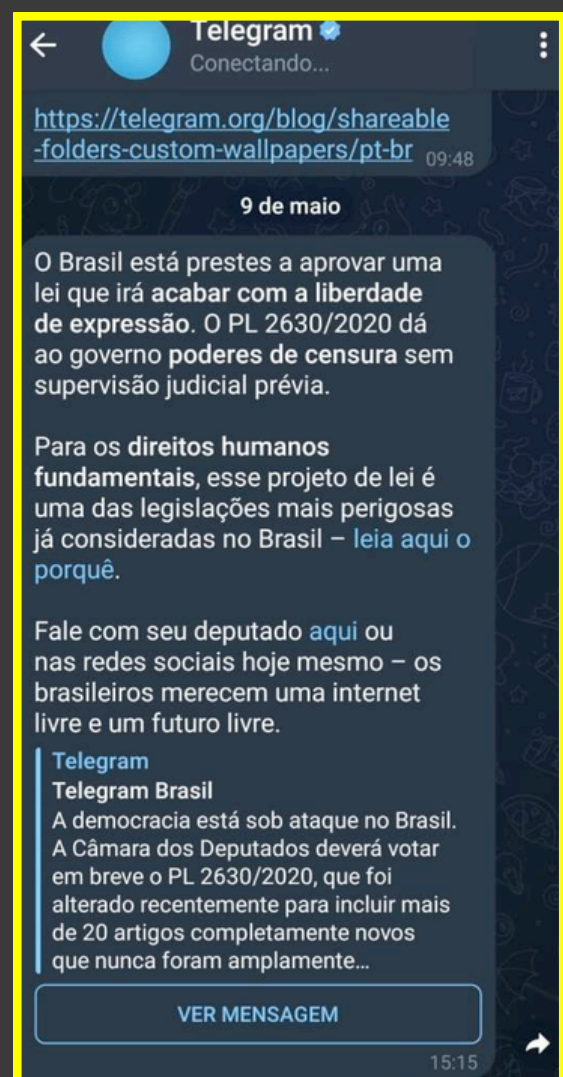 Telegram
Conectando...
https://telegram.org/blog/shareable
-folders-custom-wallpapers/pt-br 09:48
9 de maio
O Brasil está prestes a aprovar uma
lei que irá acabar com a liberdade
de expressão. O PL 2630/2020 dá
ao governo poderes de censura sem
supervisão judicial prévia.
Para os direitos humanos
fundamentais, esse projeto de lei é
uma das legislações mais perigosas
já consideradas no Brasil – leia aqui o
porquê.
Fale com seu deputado aqui ou
nas redes sociais hoje mesmo – os
brasileiros merecem uma internet
livre e um futuro livre.
Telegram
Telegram Brasil
A democracia está sob ataque no Brasil.
A Câmara dos Deputados deverá votar
em breve o PL 2630/2020, que foi
alterado recentemente para incluir mais
de 20 artigos completamente novos
que nunca foram amplamente...
VER MENSAGEM
15:15